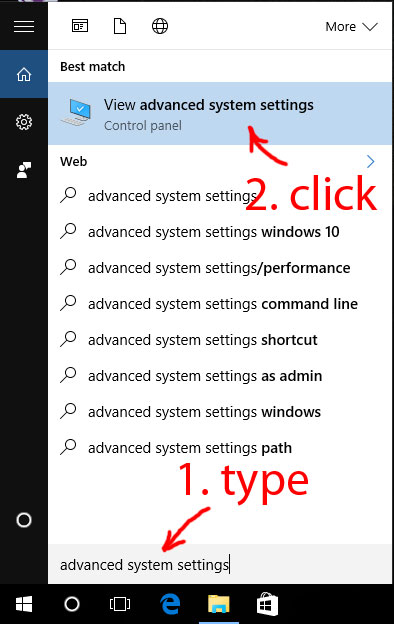 More
Best match
View advanced system settings
Control panel
Web
advanced system settings
2. click
advanced system settings windows 10
advanced system settings/performance
advanced system settings command line
advanced system settings shortcut
advanced system settings as admin
advanced system settings windows
advanced system settings path
1. type
advanced system settings